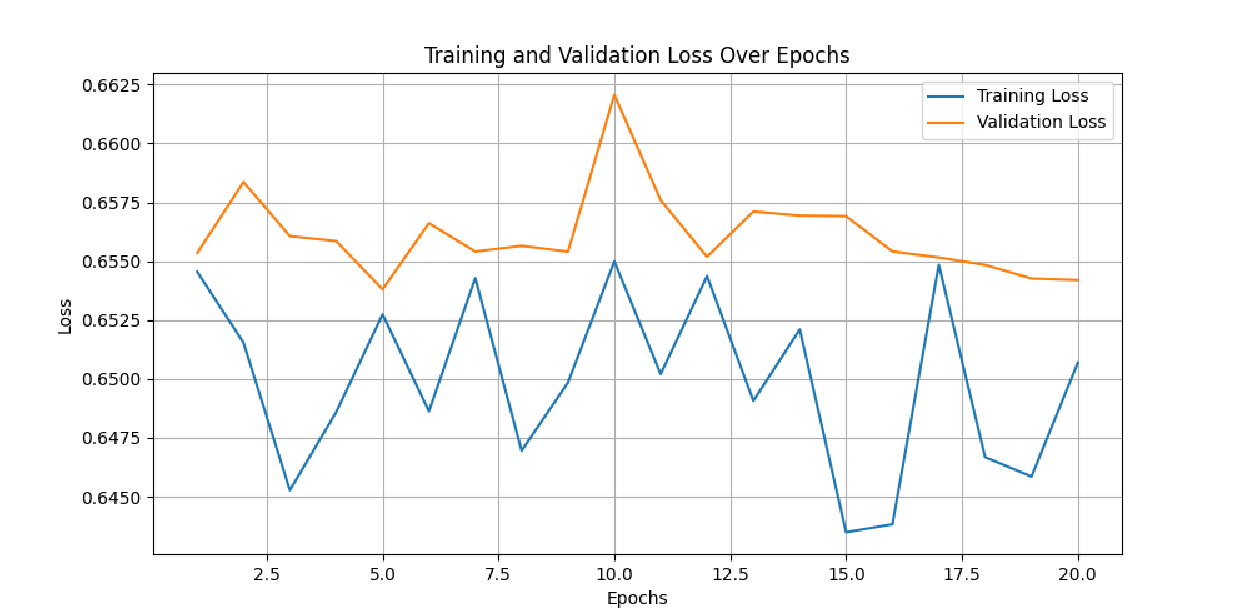 Training and Validation Loss Over Epochs
Training Loss
Validation Loss
0.6625
0.6600
0.6575
0.6550
0.6525
0.6500
0.6475
0.6450
Loss
2.5 5.0 7.5 10.0 12.5 15.0 17.5 20.0
Epochs